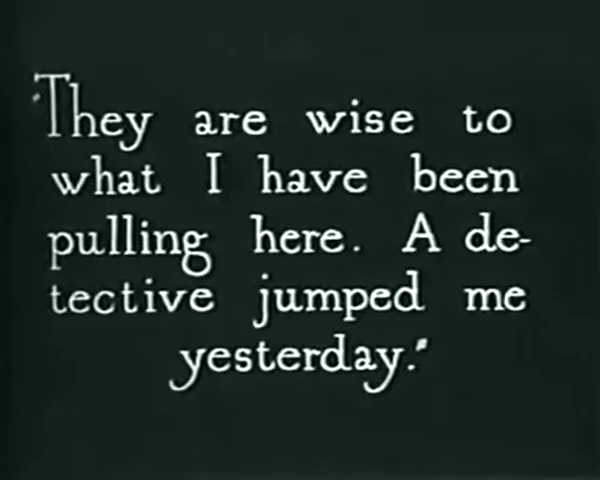 "They are wise to
what I have been
pulling here. A de-
tective jumped me
yesterday."